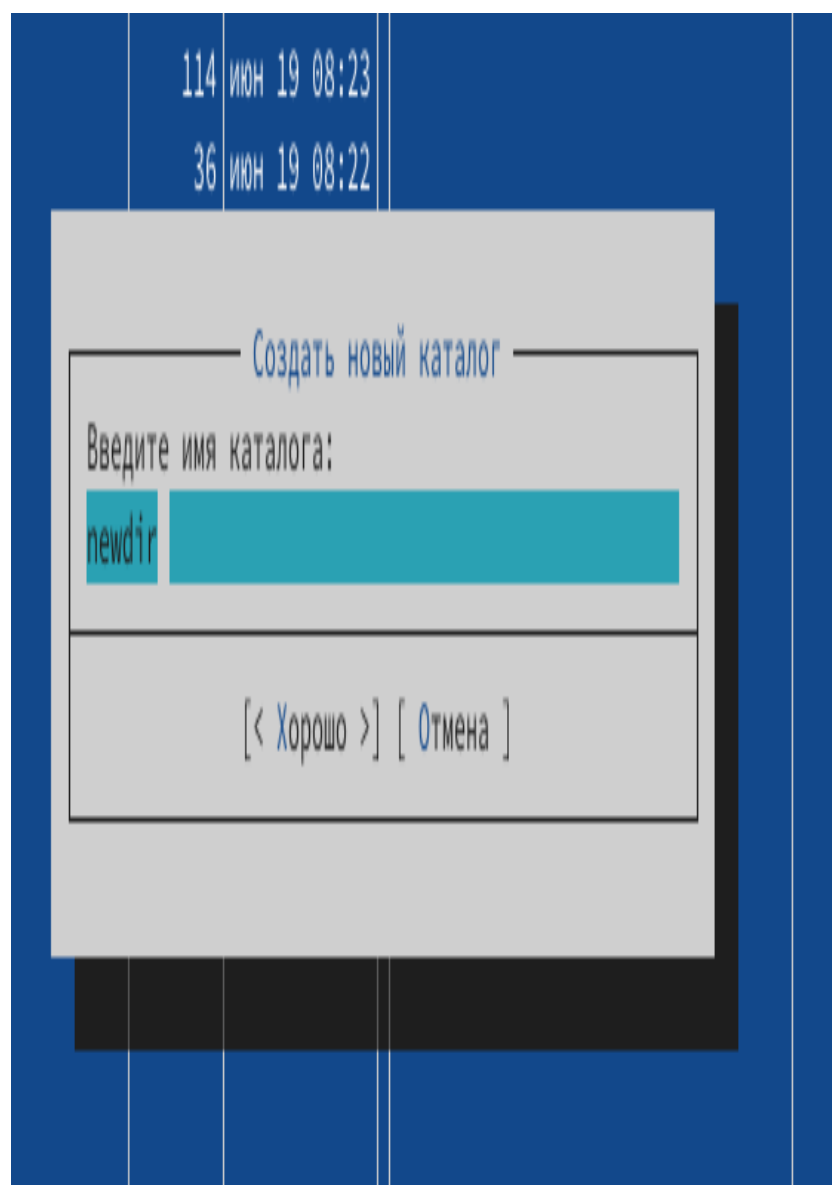 114 июн 19 08:23
36 июн 19 08:22
Создать новый каталог
Введите имя каталога:
newdir
[< Хорошо >] [ Отмена ]